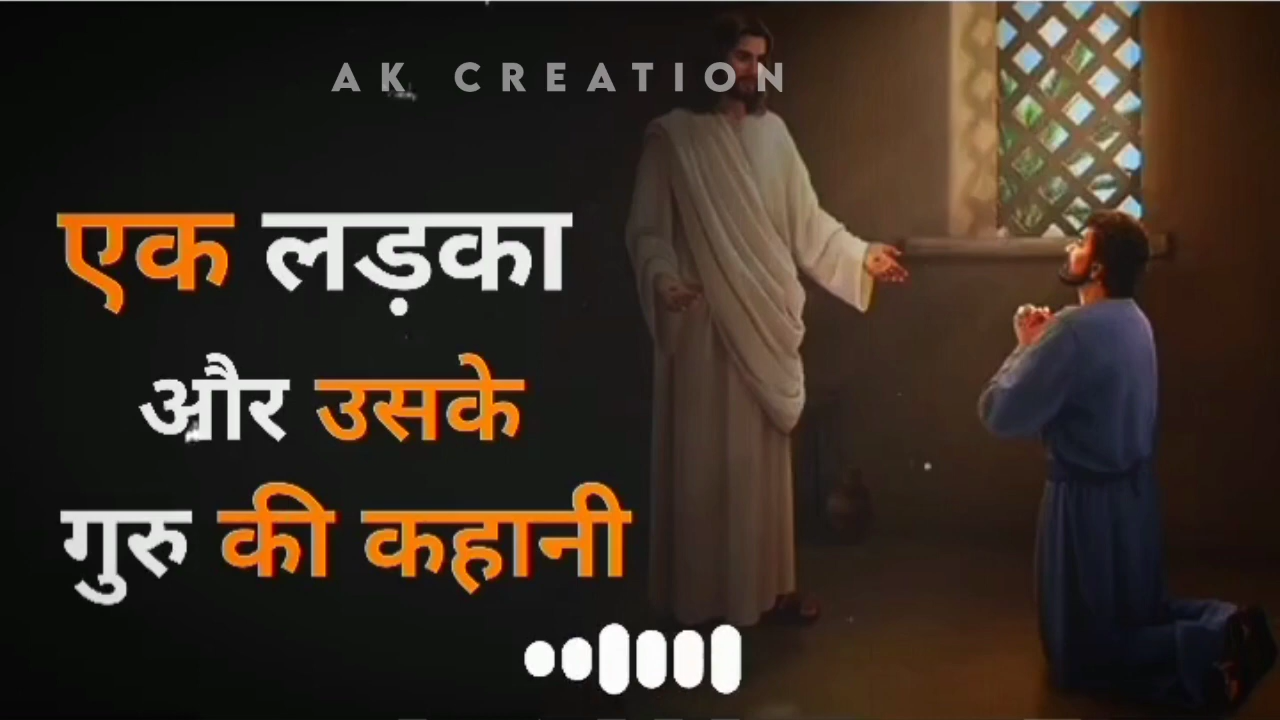 AK CREATION
एक लड़का
और उसके
गुरु की कहानी